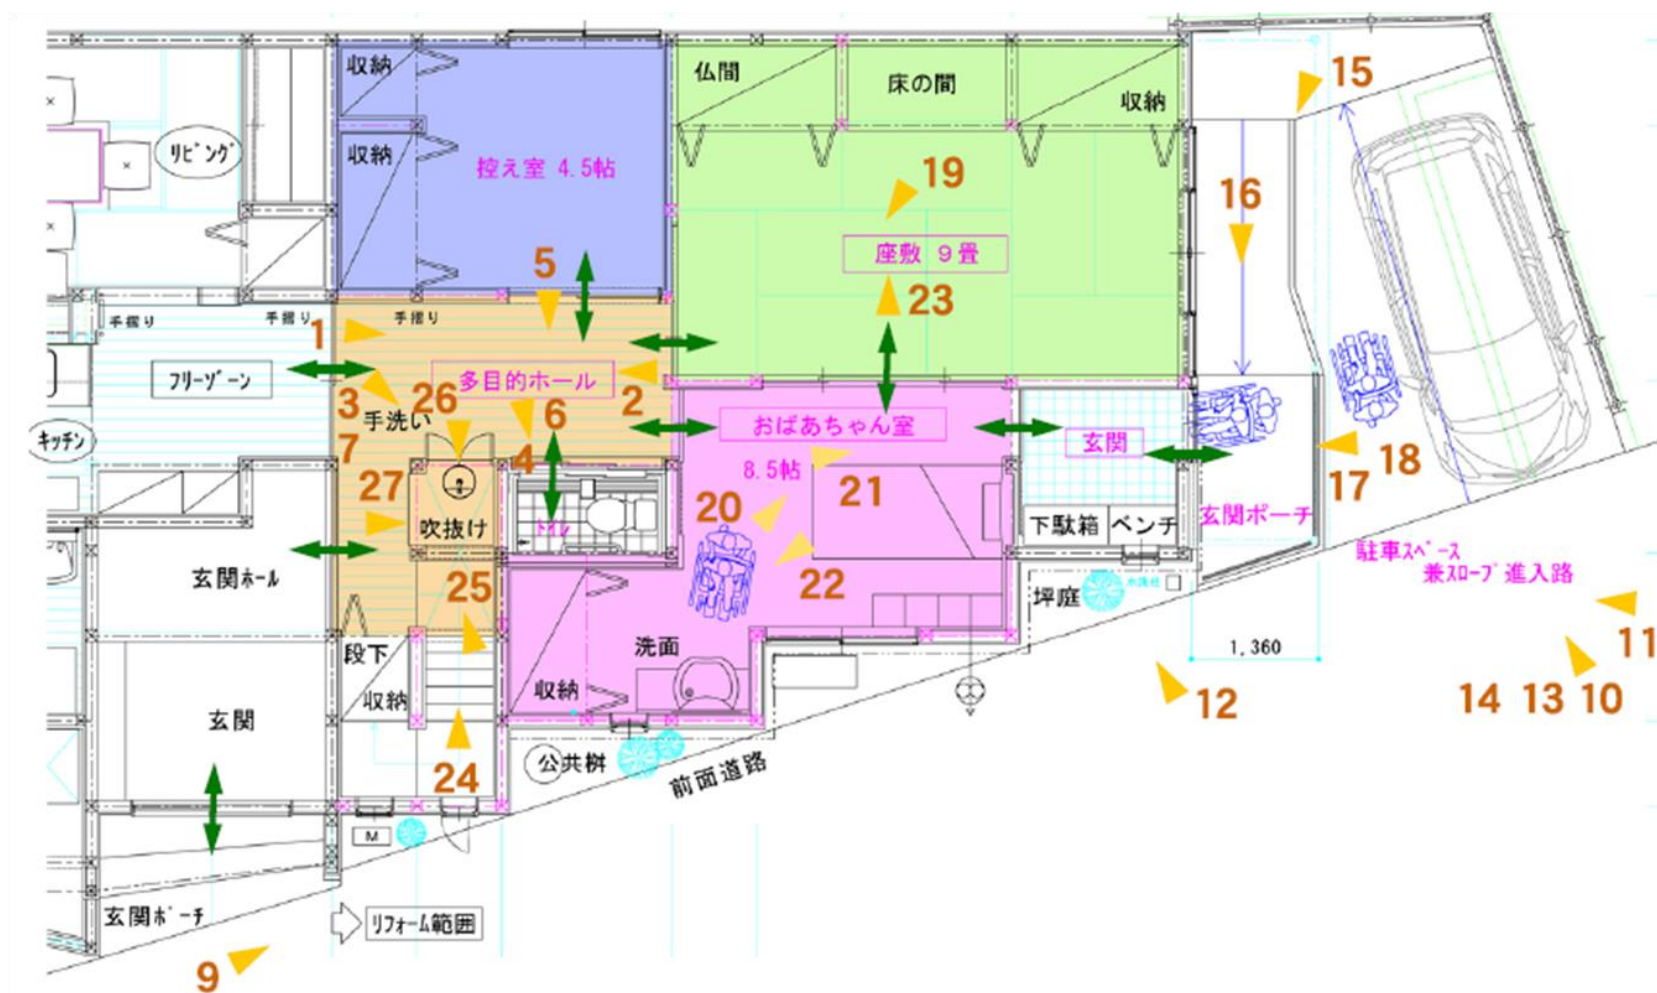 収納
仏間
床の間
収納
15
リビング
収納
控え室 4.5帖
19
16
座敷 9畳
5
23
手摺り
手摺り
手摺り
1
フリーゾーン
多目的ホール
2
3
26
6
手洗い
おばあちゃん室
玄関
キッチン
7
4
8.5帖
18
17
27
21
20
吹抜け
トイレ
下駄箱
ベンチ
玄関ポーチ
駐車スペース
兼スロープ進入路
玄関ホール
25
22
坪庭
11
段下
収納
洗面
1,360
収納
12
14 13 10
玄関
24
公共桝
前面道路
M
玄関ポーチ
リフォーム範囲
9